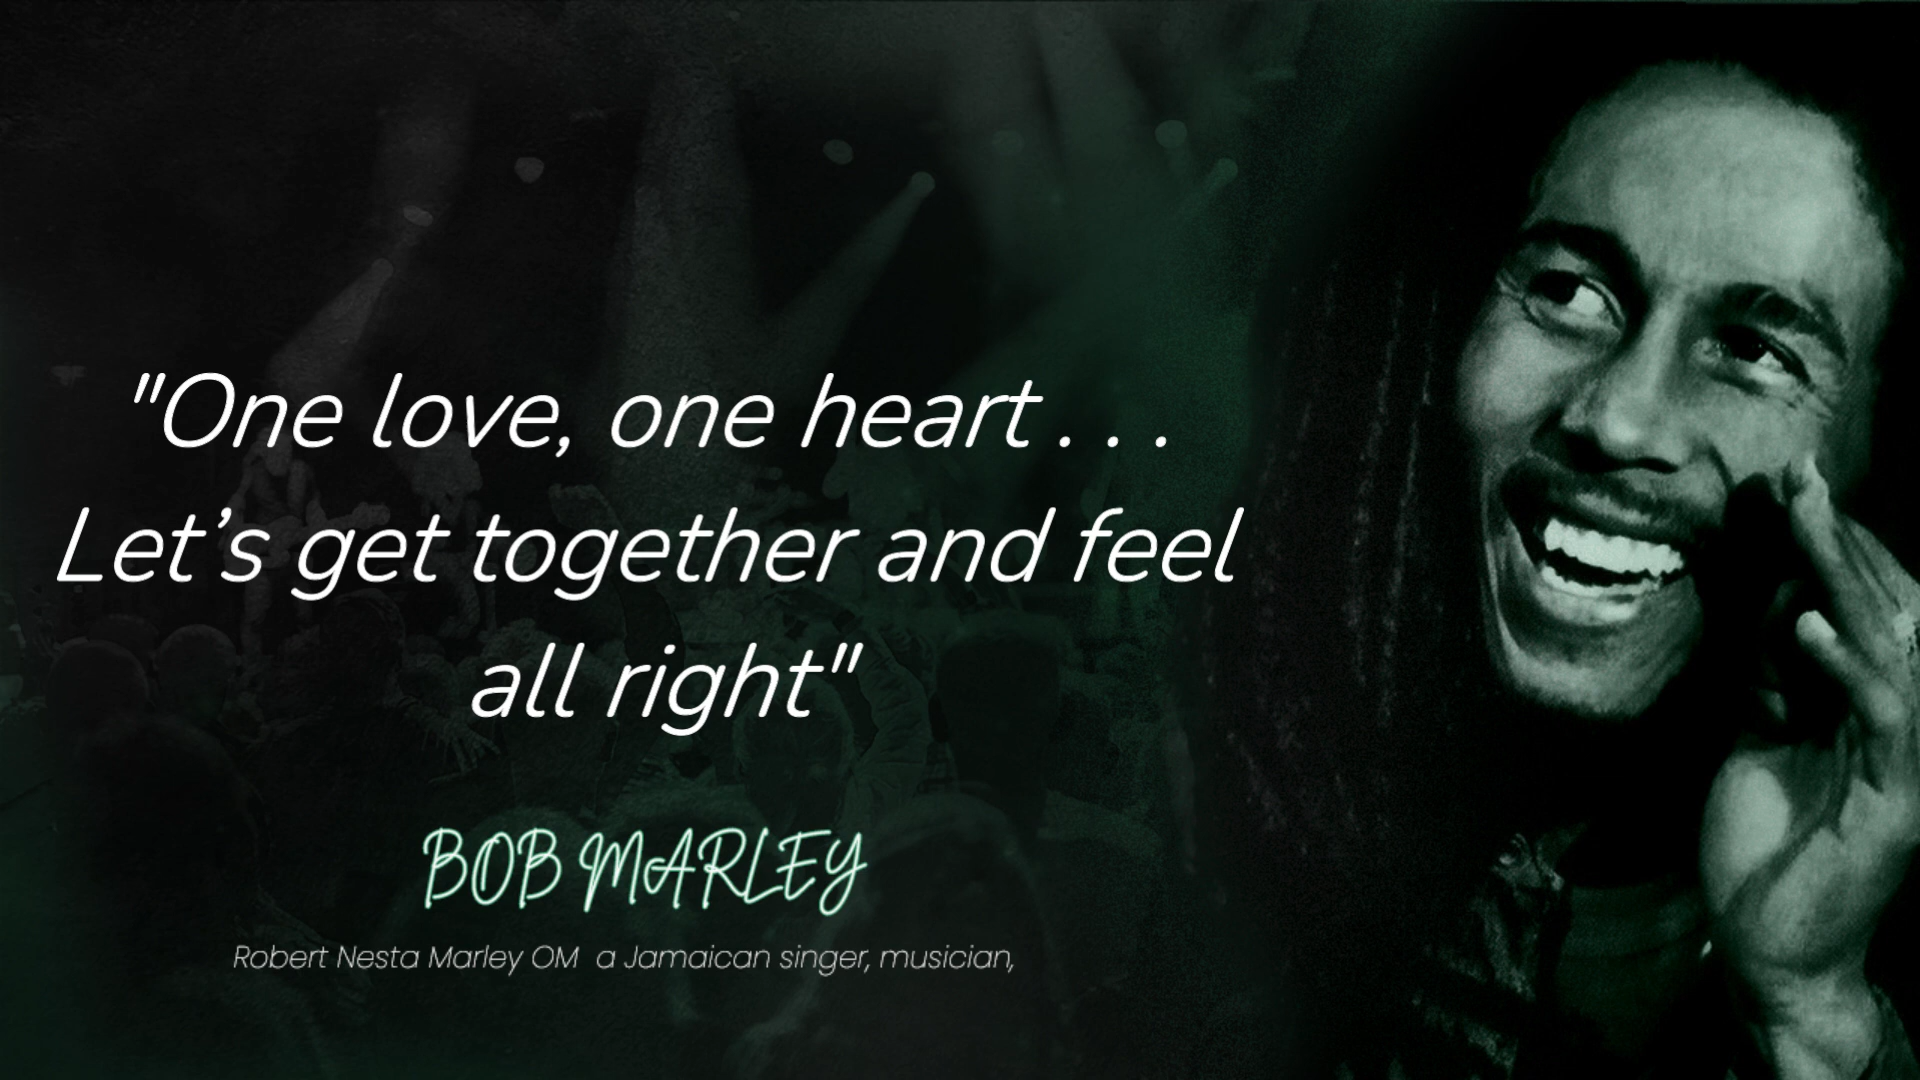 "One love, one heart . . .
Let’s get together and feel
all right"
BOB MARLEY
Robert Nesta Marley OM a Jamaican singer, musician,